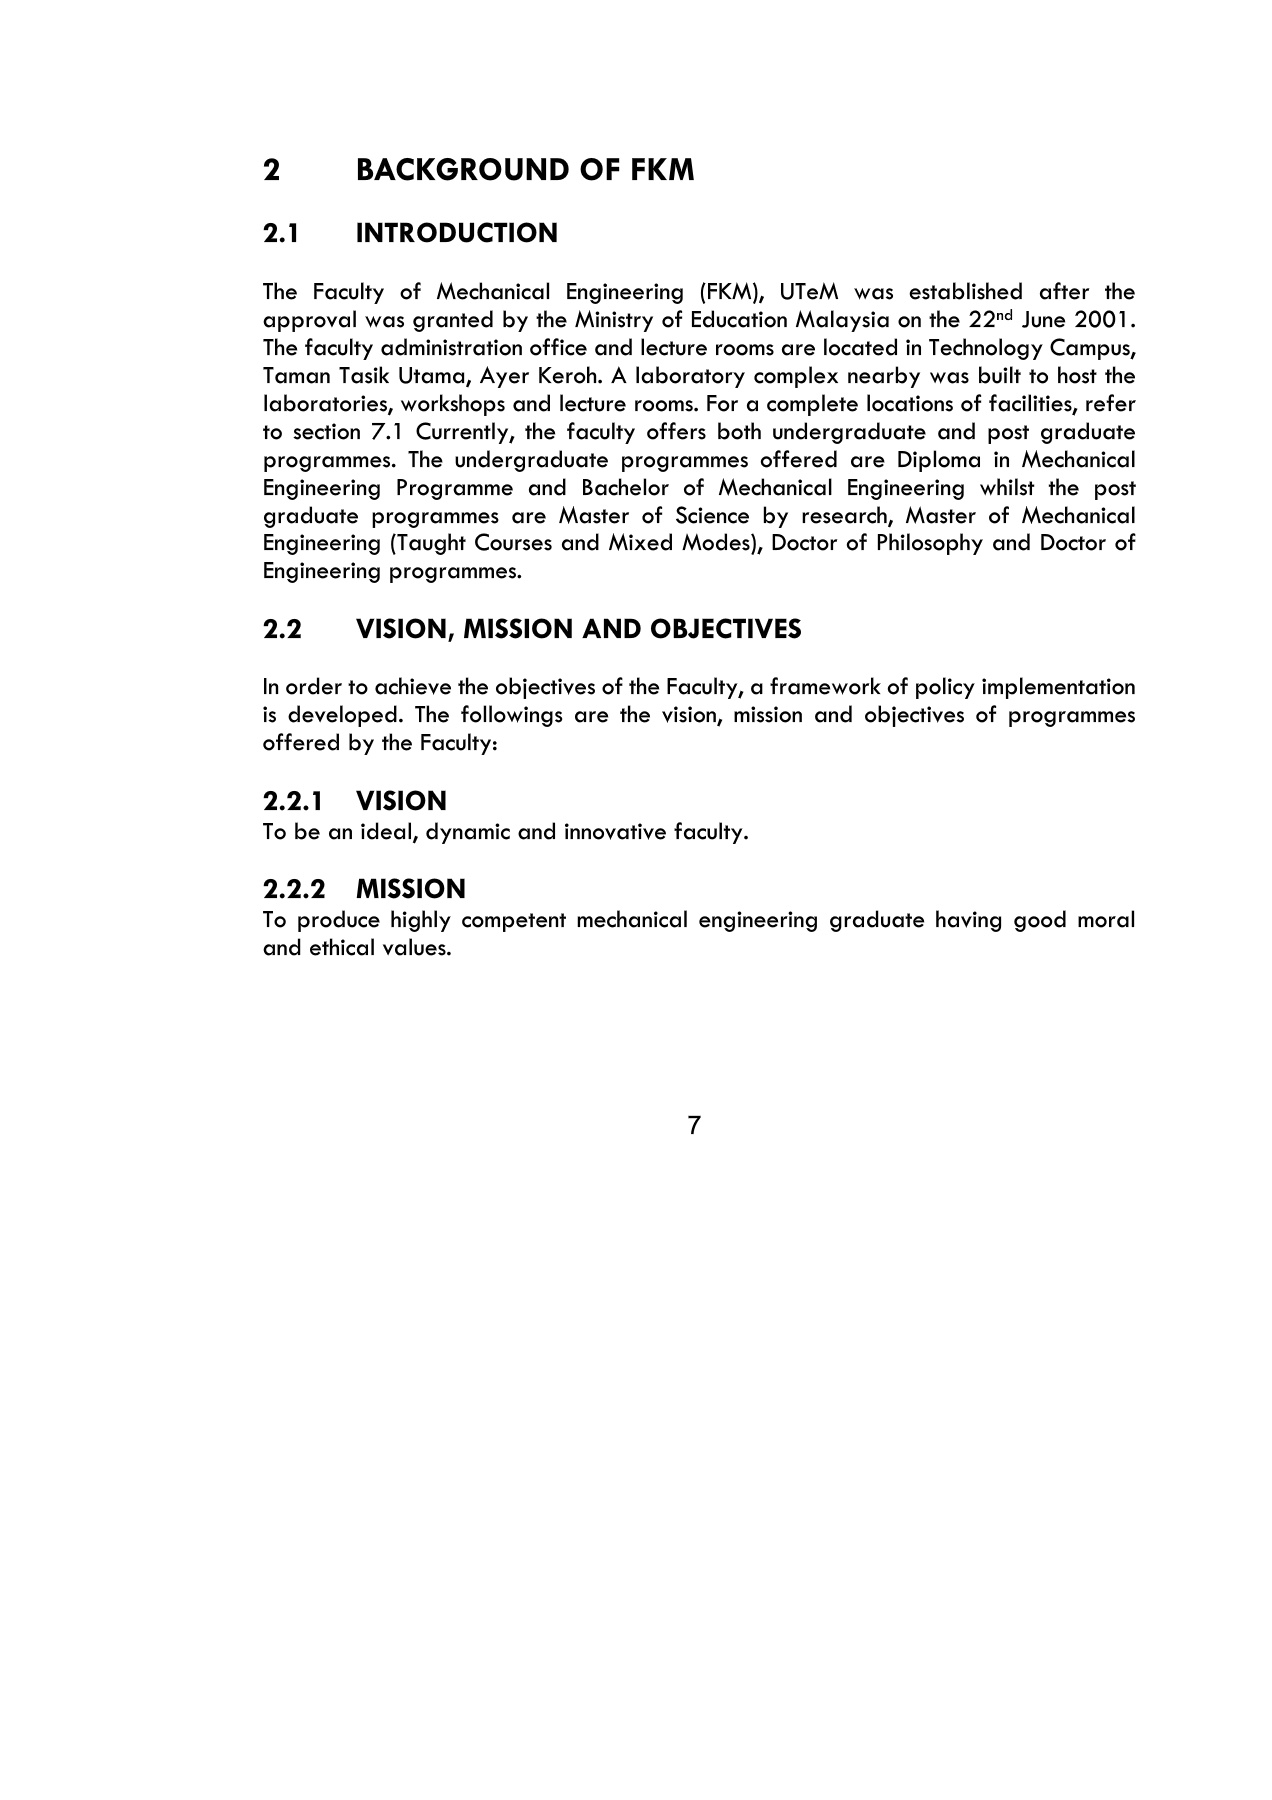 2 BACKGROUND OF FKM
2.1 INTRODUCTION
The Faculty of Mechanical Engineering (FKM), UTeM was established after the
approval was granted by the Ministry of Education Malaysia on the 22nd June 2001.
The faculty administration office and lecture rooms are located in Technology Campus,
Taman Tasik Utama, Ayer Keroh. A laboratory complex nearby was built to host the
laboratories, workshops and lecture rooms. For a complete locations of facilities, refer
to section 7.1 Currently, the faculty offers both undergraduate and post graduate
programmes. The undergraduate programmes offered are Diploma in Mechanical
Engineering Programme and Bachelor of Mechanical Engineering whilst the post
graduate programmes are Master of Science by research, Master of Mechanical
Engineering (Taught Courses and Mixed Modes), Doctor of Philosophy and Doctor of
Engineering programmes.
2.2 VISION, MISSION AND OBJECTIVES
In order to achieve the objectives of the Faculty, a framework of policy implementation
is developed. The followings are the vision, mission and objectives of programmes
offered by the Faculty:
2.2.1 VISION
To be an ideal, dynamic and innovative faculty.
2.2.2 MISSION
To produce highly competent mechanical engineering graduate having good moral
and ethical values.
7